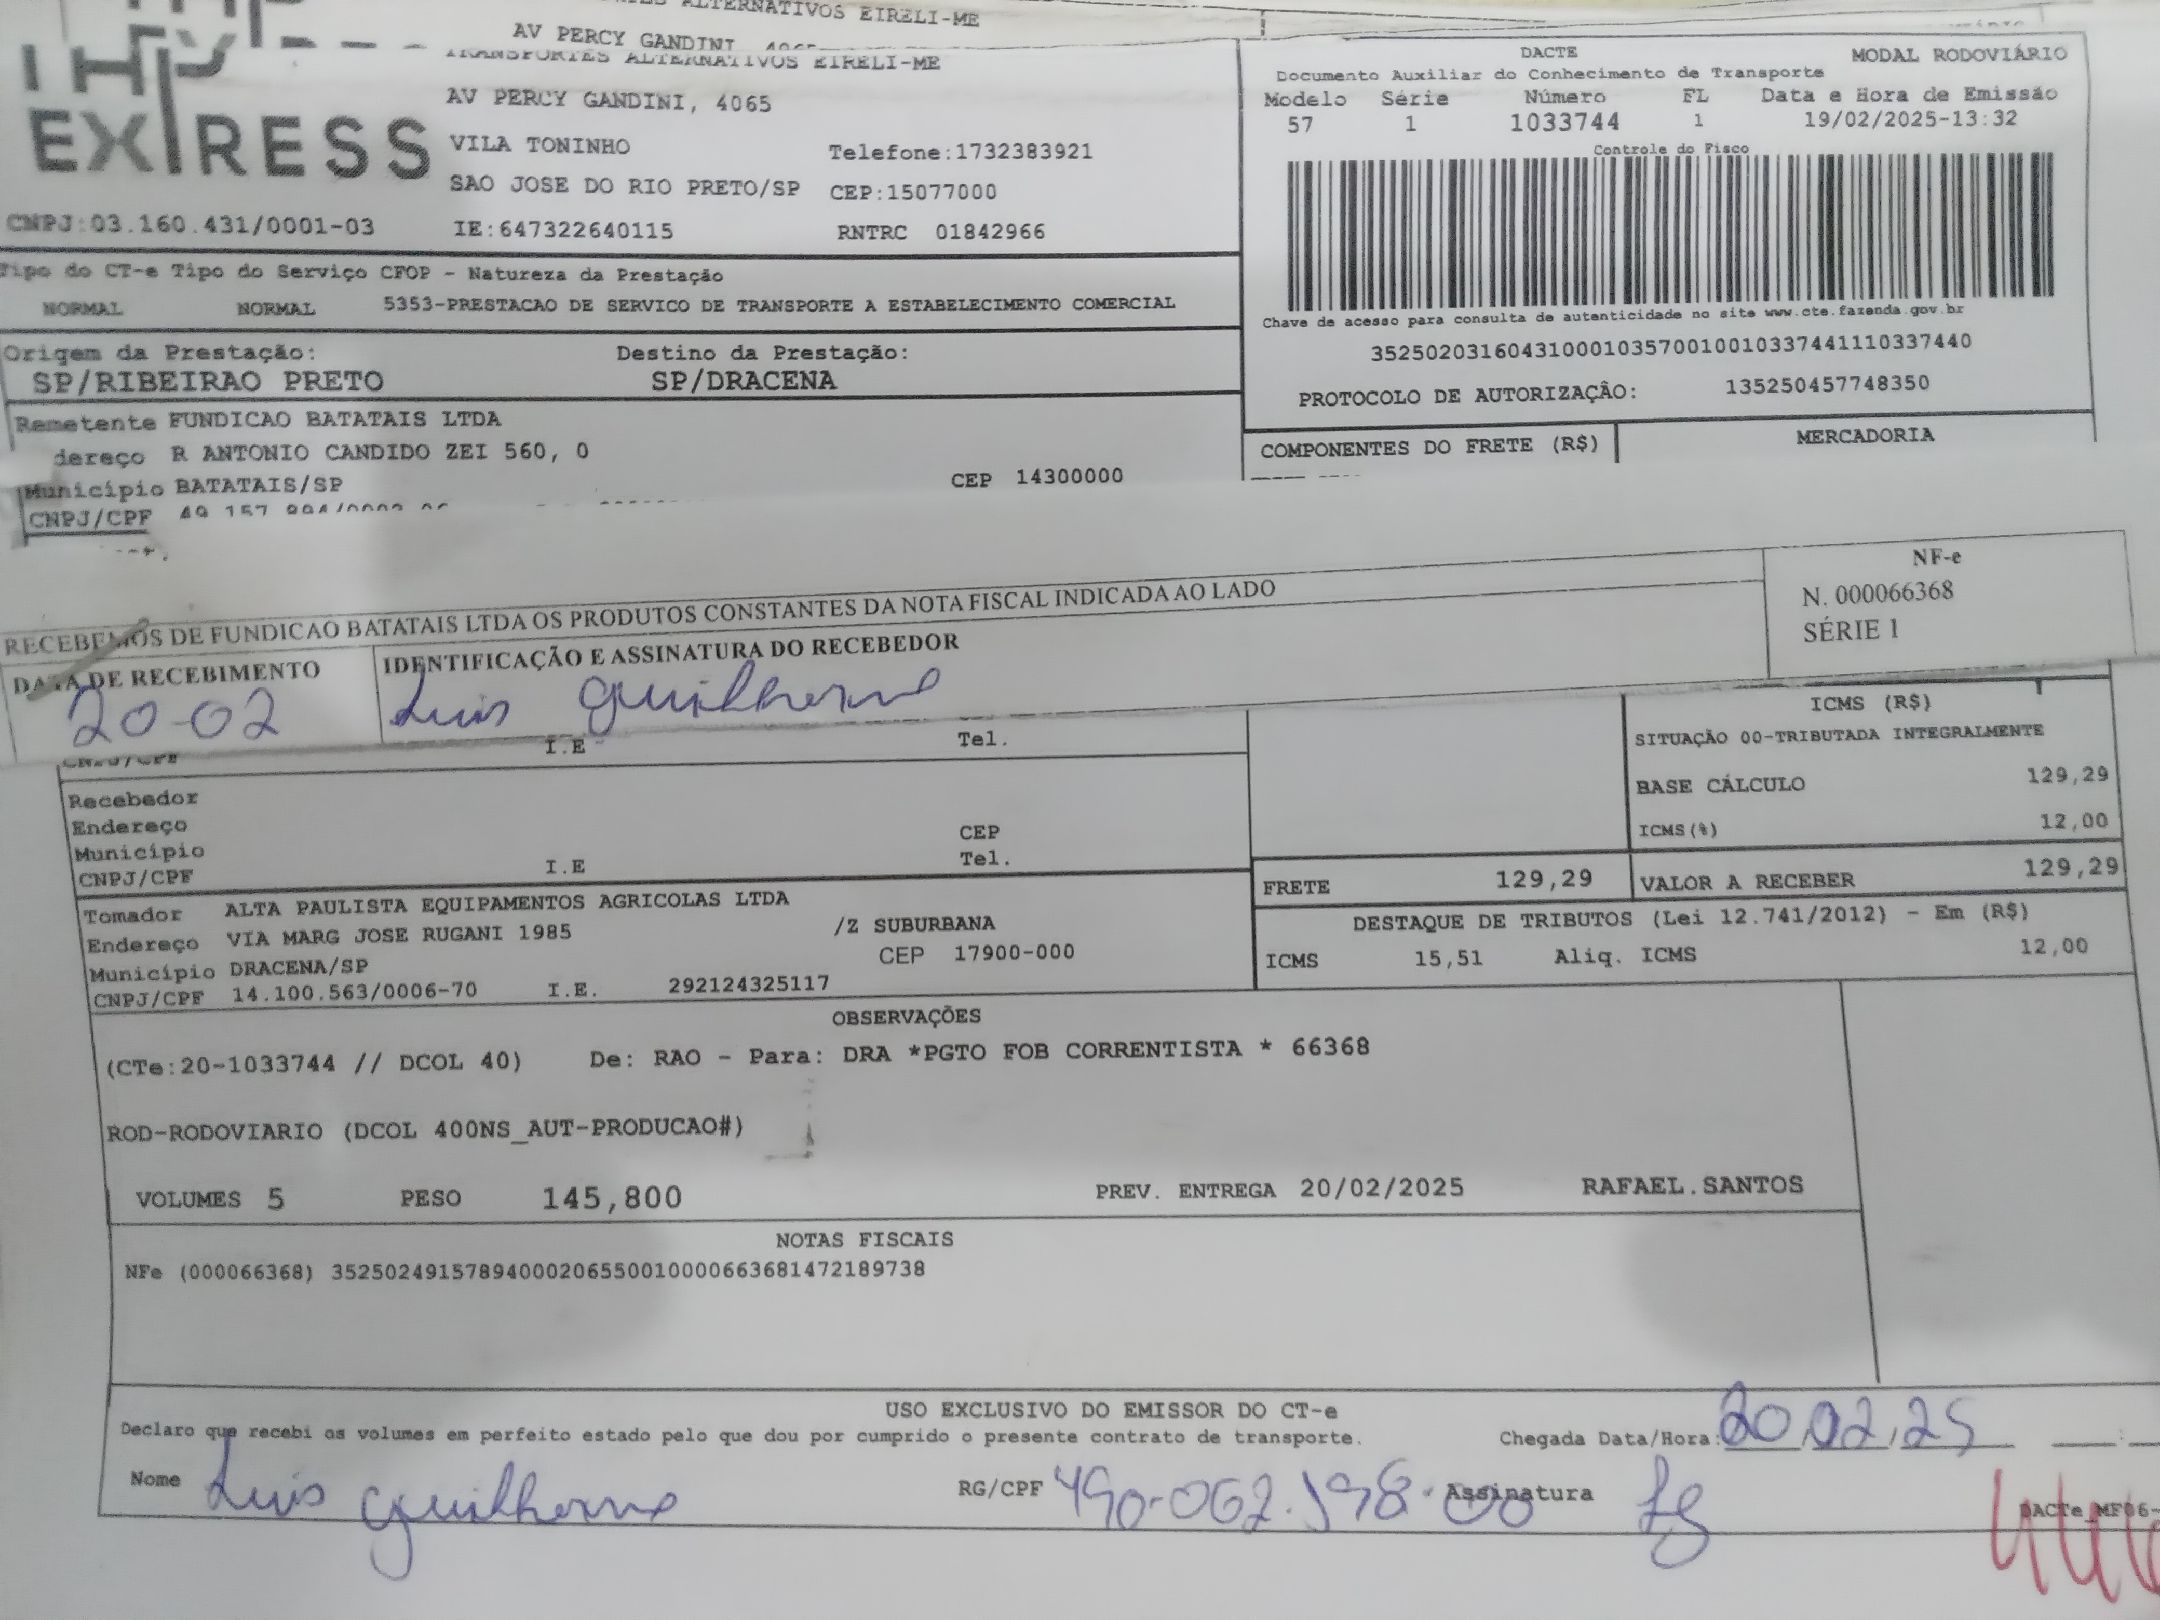 ALTERNATIVOS EIRELI-ME
AV PERCY GANDINI
TRANSPORTES ALTERNATIVOS EIRELI-ME
EXPRESS
AV PERCY GANDINI, 4065
VILA TONINHO Telefone:1732383921
SAO JOSE DO RIO PRETO/SP CEP:15077000
CNPJ:03.160.431/0001-03 IE:647322640115 RNTRC 01842966
DACTE MODAL RODOVIÁRIO
Documento Auxiliar do Conhecimento de Transporte
Modelo Série Número FL Data e Hora de Emissão
57 1 1033744 1 19/02/2025-13:32
Controle do Fisco
Chave de acesso para consulta de autenticidade no site www.cte.fazenda.gov.br
35250203160431000103570010010337441110337440
PROTOCOLO DE AUTORIZAÇÃO: 135250457748350
Tipo do CT-e Tipo do Serviço CFOP - Natureza da Prestação
NORMAL NORMAL 5353-PRESTACAO DE SERVICO DE TRANSPORTE A ESTABELECIMENTO COMERCIAL
Origem da Prestação: Destino da Prestação:
SP/RIBEIRAO PRETO SP/DRACENA
Remetente FUNDICAO BATATAIS LTDA
dereço R ANTONIO CANDIDO ZEI 560, 0
Município BATATAIS/SP CEP 14300000
CNPJ/CPF
COMPONENTES DO FRETE (R$) MERCADORIA
RECEBEMOS DE FUNDICAO BATATAIS LTDA OS PRODUTOS CONSTANTES DA NOTA FISCAL INDICADA AO LADO
DATA DE RECEBIMENTO IDENTIFICAÇÃO E ASSINATURA DO RECEBEDOR
20-02 Luis Guilherme
NF-e
N. 000066368
SÉRIE 1
CNPJ/CPF I.E Tel.
Recebedor
Endereço
Município CEP
CNPJ/CPF I.E Tel.
ICMS (R$)
SITUAÇÃO 00-TRIBUTADA INTEGRALMENTE
BASE CÁLCULO 129,29
ICMS(%) 12,00
FRETE 129,29 VALOR A RECEBER 129,29
Tomador ALTA PAULISTA EQUIPAMENTOS AGRICOLAS LTDA
Endereço VIA MARG JOSE RUGANI 1985 /Z SUBURBANA
Município DRACENA/SP CEP 17900-000
CNPJ/CPF 14.100.563/0006-70 I.E. 292124325117
DESTAQUE DE TRIBUTOS (Lei 12.741/2012) - Em (R$)
ICMS 15,51 Aliq. ICMS 12,00
OBSERVAÇÕES
(CTe:20-1033744 // DCOL 40) De: RAO - Para: DRA *PGTO FOB CORRENTISTA * 66368
ROD-RODOVIARIO (DCOL 400NS_AUT-PRODUCAO#)
VOLUMES 5 PESO 145,800 PREV. ENTREGA 20/02/2025 RAFAEL.SANTOS
NOTAS FISCAIS
NFe (000066368) 35250249157894000206550010000663681472189738
USO EXCLUSIVO DO EMISSOR DO CT-e
Declaro que recebi os volumes em perfeito estado pelo que dou por cumprido o presente contrato de transporte. Chegada Data/Hora: 20,02,25
Nome Luis Guilherme RG/CPF 490-062.598-00 Assinatura LG
DACTe_MF06-